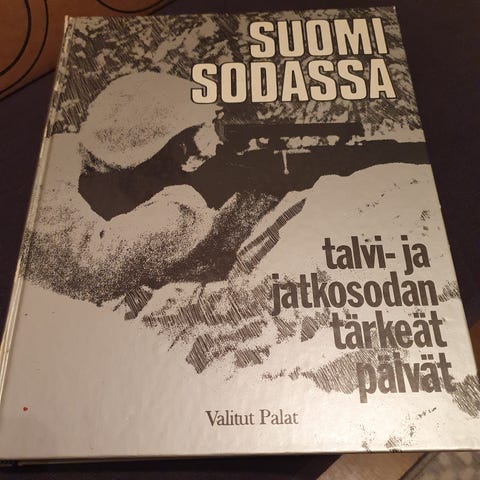 SUOMI
SODASSA
talvi- ja
jatkosodan
tärkeät
päivät
Valitut Palat